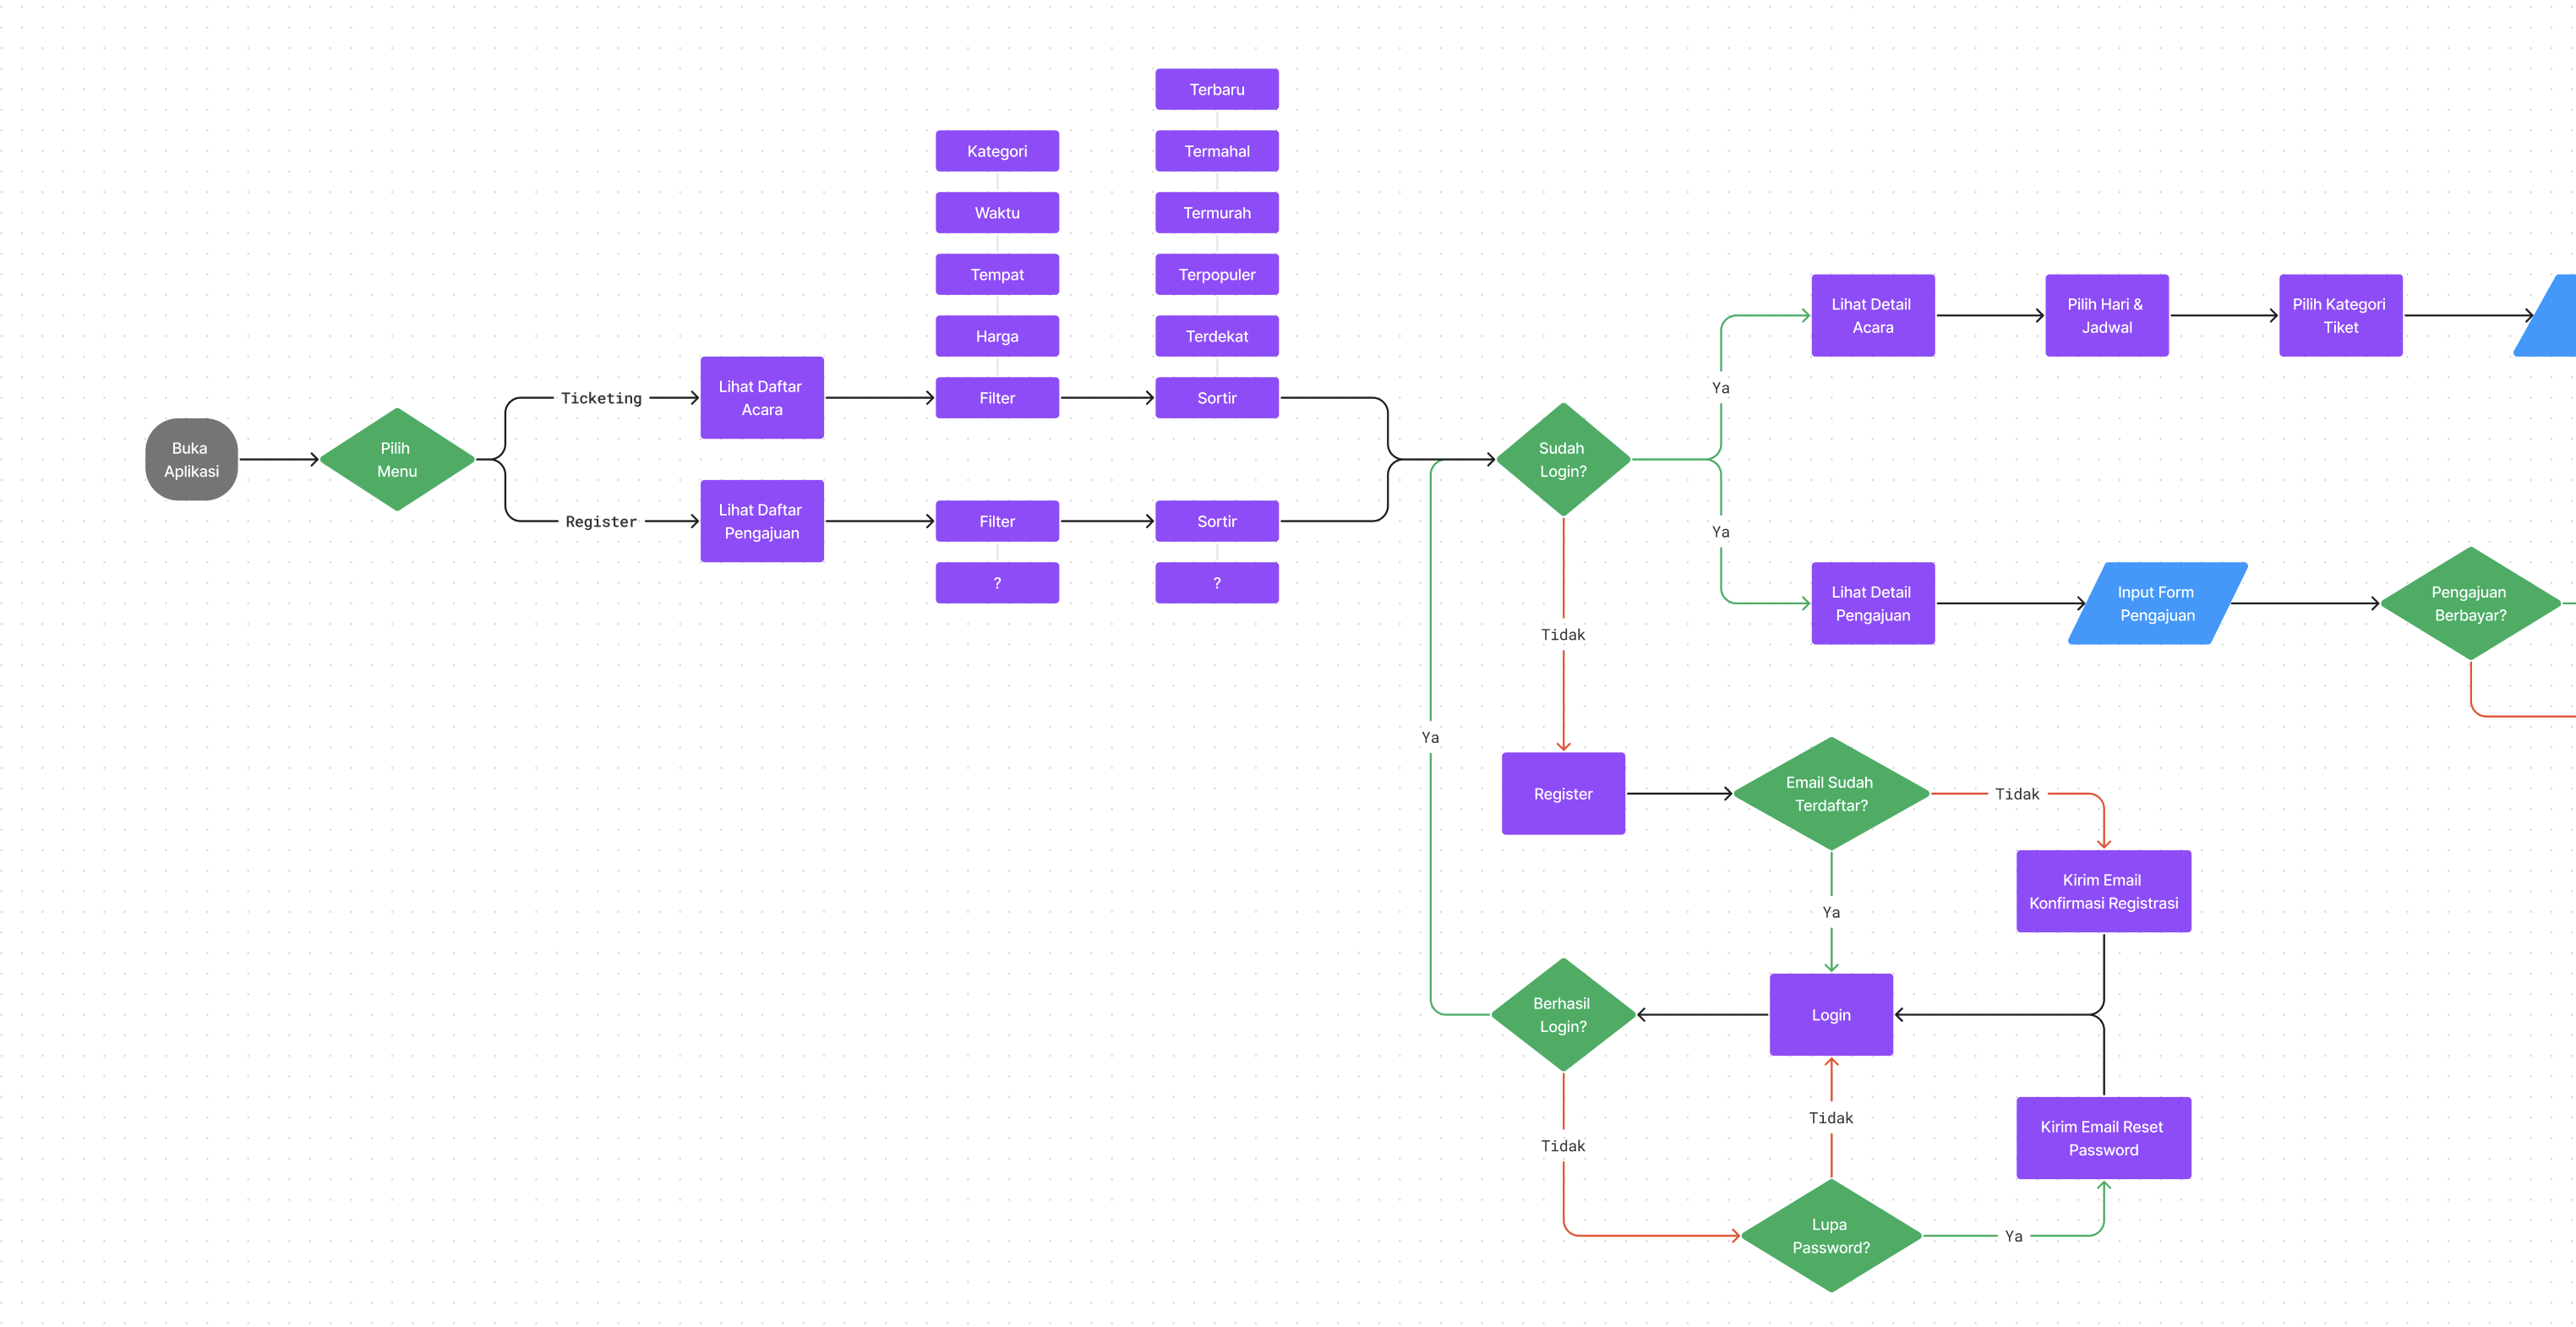 Terbaru
Kategori
Termahal
Waktu
Termurah
Tempat
Terpopuler
Harga
Terdekat
Buka
Aplikasi
Pilih
Menu
Ticketing
Lihat Daftar
Acara
Filter
Sortir
Register
Lihat Daftar
Pengajuan
Filter
Sortir
?
?
Sudah
Login?
Ya
Lihat Detail
Acara
Pilih Hari &
Jadwal
Pilih Kategori
Tiket
Ya
Lihat Detail
Pengajuan
Input Form
Pengajuan
Pengajuan
Berbayar?
Tidak
Ya
Register
Email Sudah
Terdaftar?
Tidak
Kirim Email
Konfirmasi Registrasi
Ya
Berhasil
Login?
Login
Tidak
Tidak
Kirim Email Reset
Password
Lupa
Password?
Ya